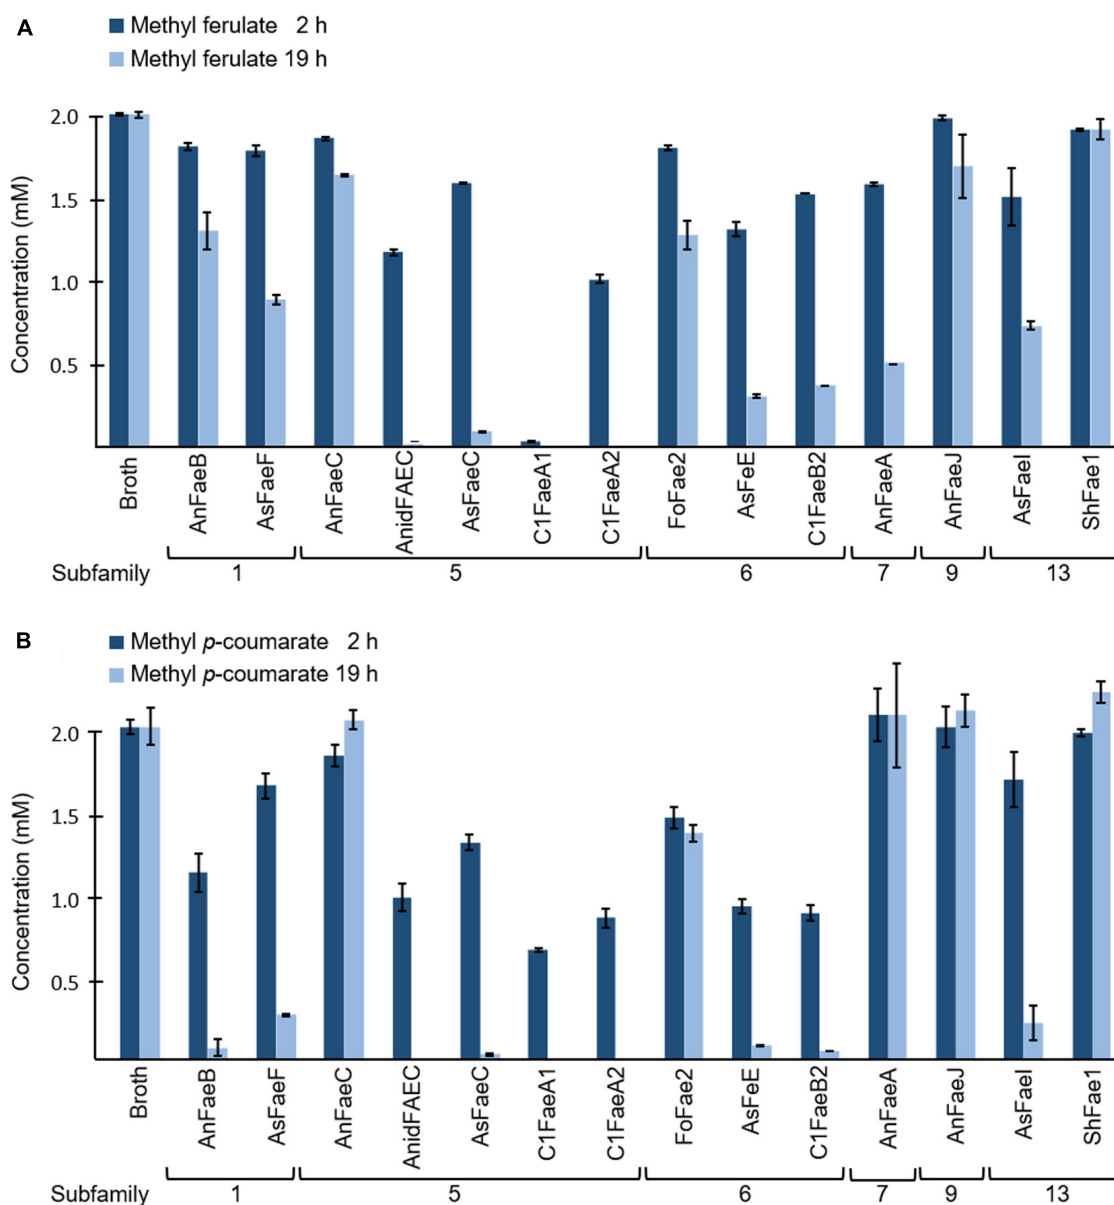 A
Methyl ferulate 2 h
Methyl ferulate 19 h
Concentration (mM)
2.0
1.5
1.0
0.5
Broth
AnFaeB
AsFaeF
AnFaeC
AnidFAEC
AsFaeC
C1FaeA1
C1FaeA2
FoFae2
AsFeE
C1FaeB2
AnFaeA
AnFaeJ
AsFaeI
ShFae1
Subfamily 1 5 6 7 9 13
B
Methyl p-coumarate 2 h
Methyl p-coumarate 19 h
Concentration (mM)
2.0
1.5
1.0
0.5
Broth
AnFaeB
AsFaeF
AnFaeC
AnidFAEC
AsFaeC
C1FaeA1
C1FaeA2
FoFae2
AsFeE
C1FaeB2
AnFaeA
AnFaeJ
AsFaeI
ShFae1
Subfamily 1 5 6 7 9 13